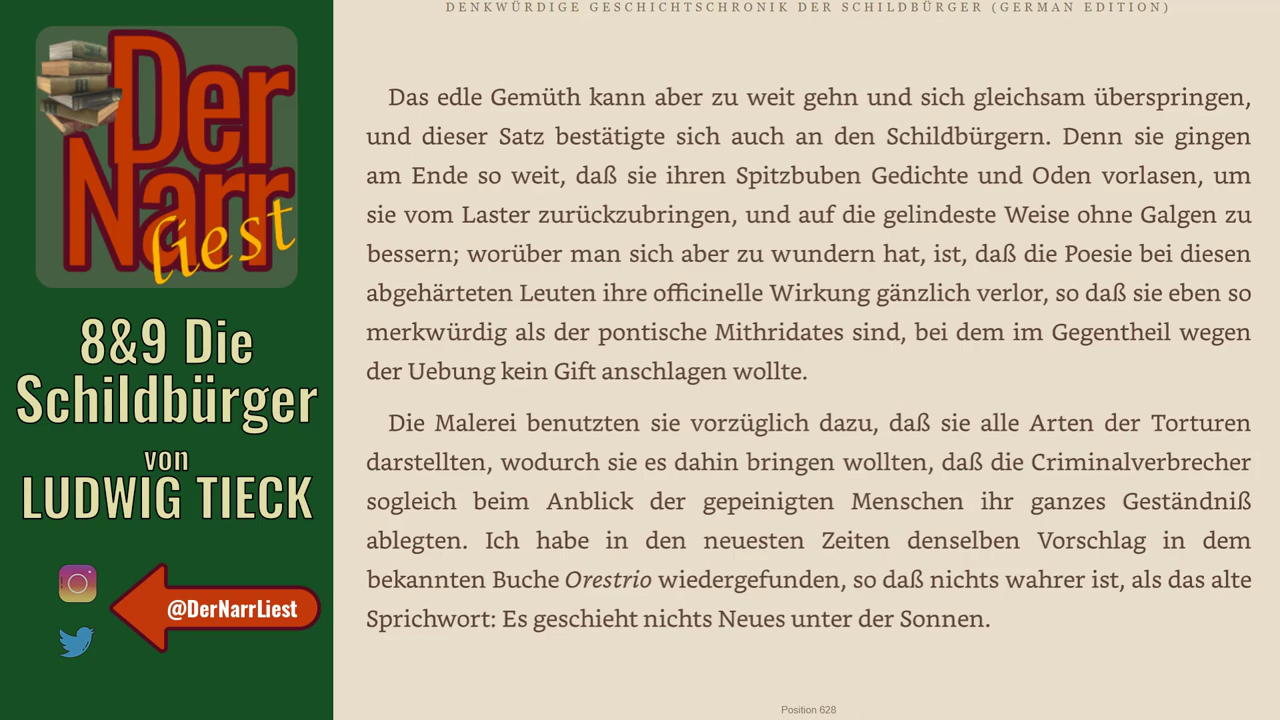 Der
Narr
liest
8&9 Die
Schildbürger
von
LUDWIG TIECK
@DerNarrLiest
DENKWÜRDIGE GESCHICHTSCHRONIK DER SCHILDBÜRGER (GERMAN EDITION)
Das edle Gemüth kann aber zu weit gehn und sich gleichsam überspringen,
und dieser Satz bestätigte sich auch an den Schildbürgern. Denn sie gingen
am Ende so weit, daß sie ihren Spitzbuben Gedichte und Oden vorlasen, um
sie vom Laster zurückzubringen, und auf die gelindeste Weise ohne Galgen zu
bessern; worüber man sich aber zu wundern hat, ist, daß die Poesie bei diesen
abgehärteten Leuten ihre officinelle Wirkung gänzlich verlor, so daß sie eben so
merkwürdig als der pontische Mithridates sind, bei dem im Gegentheil wegen
der Uebung kein Gift anschlagen wollte.
Die Malerei benutzten sie vorzüglich dazu, daß sie alle Arten der Torturen
darstellten, wodurch sie es dahin bringen wollten, daß die Criminalverbrecher
sogleich beim Anblick der gepeinigten Menschen ihr ganzes Geständniß
ablegten. Ich habe in den neuesten Zeiten denselben Vorschlag in dem
bekannten Buche Orestrio wiedergefunden, so daß nichts wahrer ist, als das alte
Sprichwort: Es geschieht nichts Neues unter der Sonnen.
Position 628